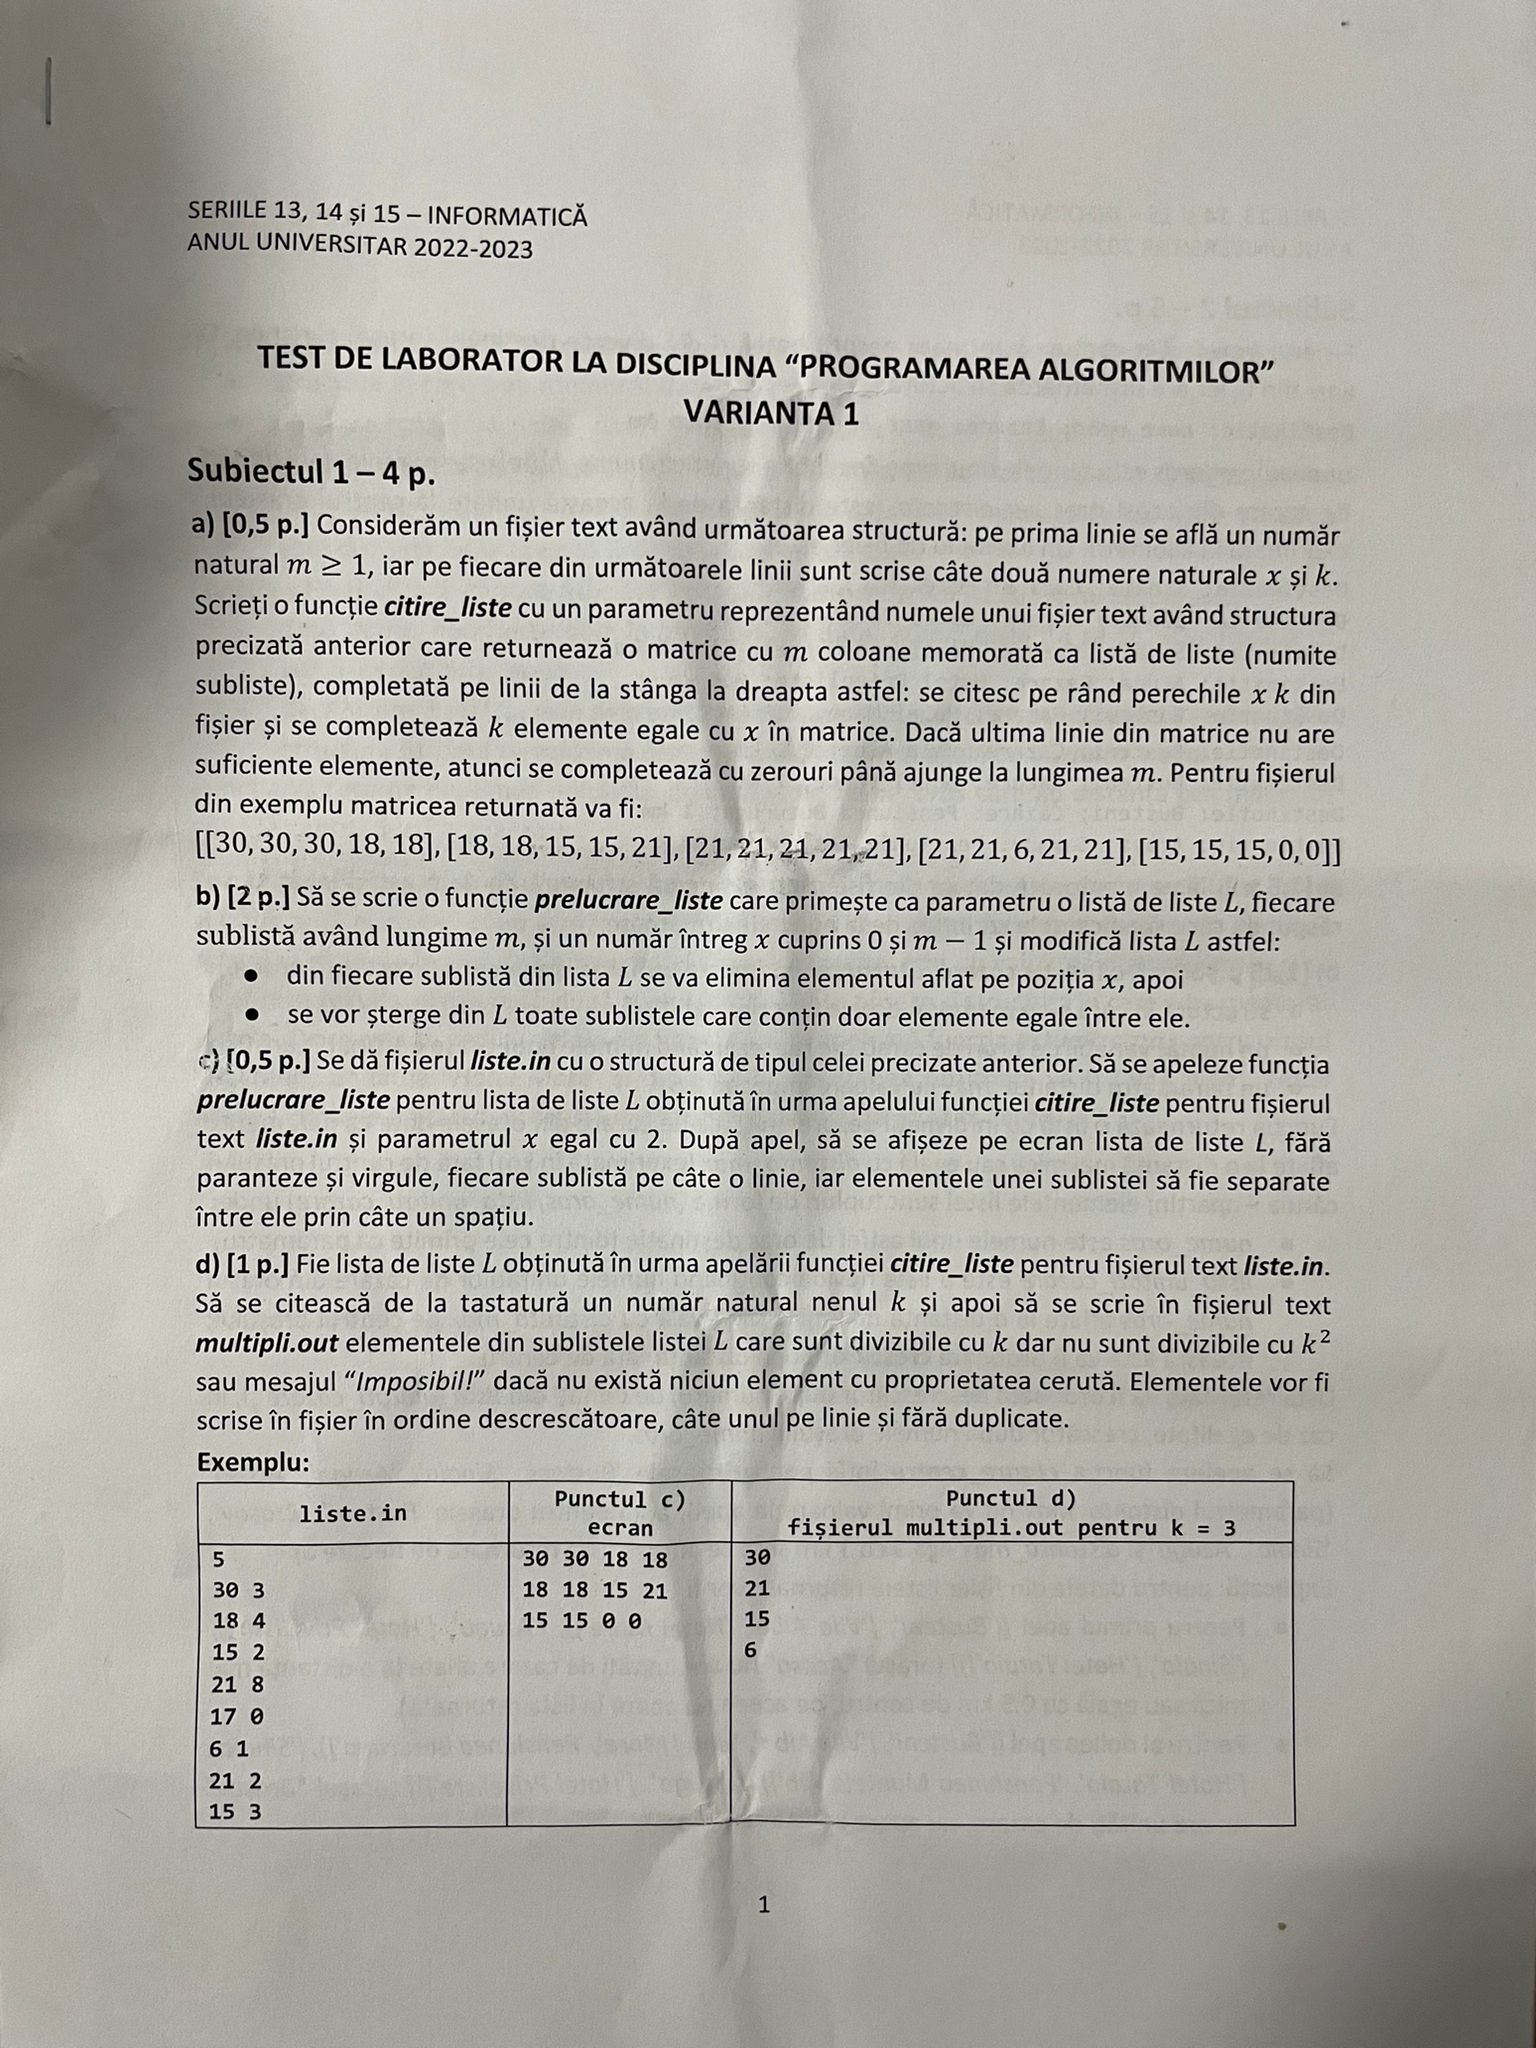 SERIILE 13, 14 și 15 – INFORMATICĂ
ANUL UNIVERSITAR 2022-2023
TEST DE LABORATOR LA DISCIPLINA “PROGRAMAREA ALGORITMILOR”
VARIANTA 1
Subiectul 1 – 4 p.
a) [0,5 p.] Considerăm un fișier text având următoarea structură: pe prima linie se află un număr
natural m ≥ 1, iar pe fiecare din următoarele linii sunt scrise câte două numere naturale x și k.
Scrieți o funcție citire_liste cu un parametru reprezentând numele unui fișier text având structura
precizată anterior care returnează o matrice cu m coloane memorată ca listă de liste (numite
subliste), completată pe linii de la stânga la dreapta astfel: se citesc pe rând perechile x k din
fișier și se completează k elemente egale cu x în matrice. Dacă ultima linie din matrice nu are
suficiente elemente, atunci se completează cu zerouri până ajunge la lungimea m. Pentru fișierul
din exemplu matricea returnată va fi:
[[30, 30, 30, 18, 18], [18, 18, 15, 15, 21], [21, 21, 21, 21, 21], [21, 21, 6, 21, 21], [15, 15, 15, 0, 0]]
b) [2 p.] Să se scrie o funcție prelucrare_liste care primește ca parametru o listă de liste L, fiecare
sublistă având lungime m, și un număr întreg x cuprins 0 și m − 1 și modifică lista L astfel:
• din fiecare sublistă din lista L se va elimina elementul aflat pe poziția x, apoi
• se vor șterge din L toate sublistele care conțin doar elemente egale între ele.
c) [0,5 p.] Se dă fișierul liste.in cu o structură de tipul celei precizate anterior. Să se apeleze funcția
prelucrare_liste pentru lista de liste L obținută în urma apelului funcției citire_liste pentru fișierul
text liste.in și parametrul x egal cu 2. După apel, să se afișeze pe ecran lista de liste L, fără
paranteze și virgule, fiecare sublistă pe câte o linie, iar elementele unei sublistei să fie separate
între ele prin câte un spațiu.
d) [1 p.] Fie lista de liste L obținută în urma apelării funcției citire_liste pentru fișierul text liste.in.
Să se citească de la tastatură un număr natural nenul k și apoi să se scrie în fișierul text
multipli.out elementele din sublistele listei L care sunt divizibile cu k dar nu sunt divizibile cu k²
sau mesajul “Imposibil!” dacă nu există niciun element cu proprietatea cerută. Elementele vor fi
scrise în fișier în ordine descrescătoare, câte unul pe linie și fără duplicate.
Exemplu:
liste.in
Punctul c)
ecran
Punctul d)
fișierul multipli.out pentru k = 3
5
30 3
18 4
15 2
21 8
17 0
6 1
21 2
15 3
30 30 18 18
18 18 15 21
15 15 0 0
30
21
15
6
1